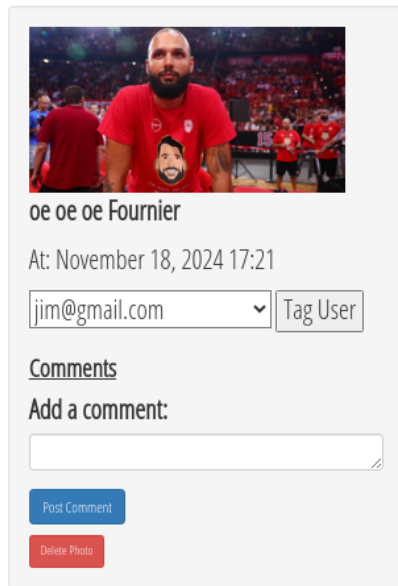 oe oe oe Fournier
At: November 18, 2024 17:21
jim@gmail.com Tag User
Comments
Add a comment:
Post Comment
Delete Photo